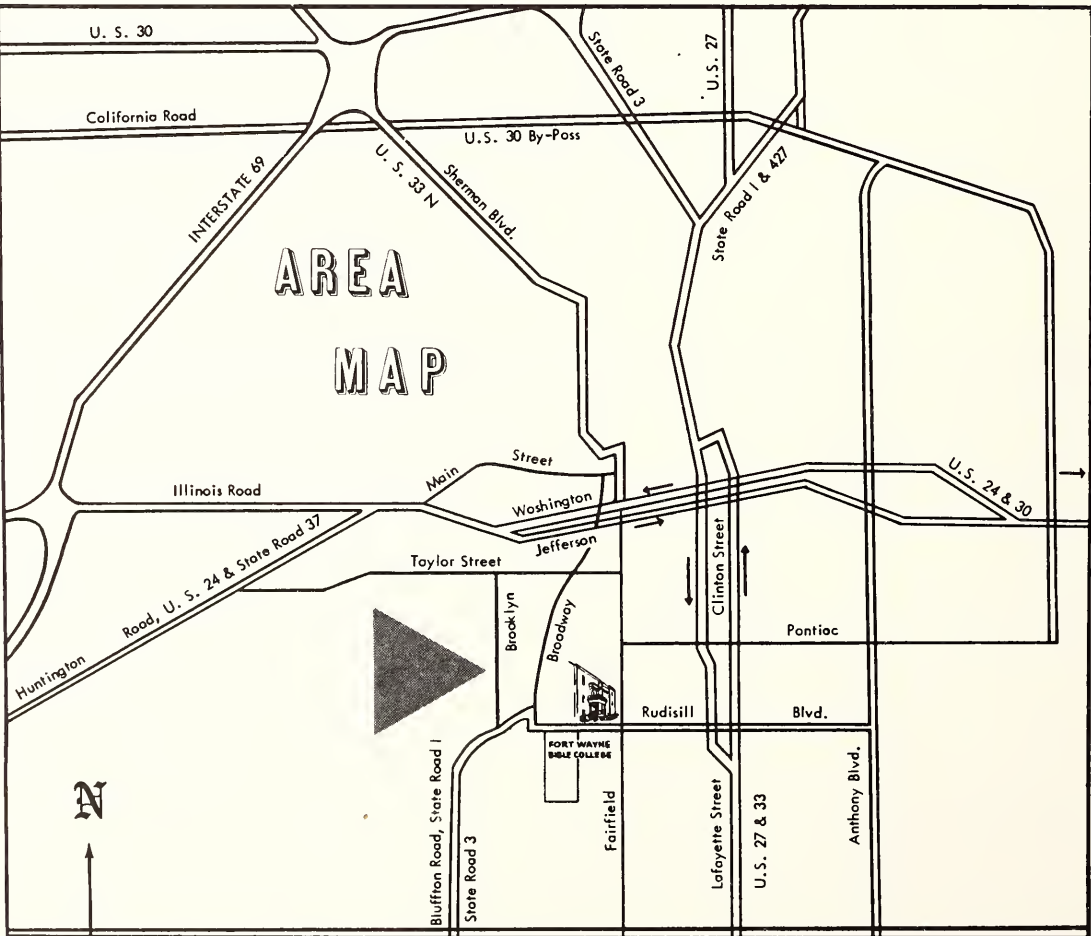 U. S. 30
State Road 3
U.S. 27
Colifornia Road
U.S. 30 By-Pass
INTERSTATE 69
U. S. 33 N
Sherman Blvd.
State Road 1 & 427
AREA
MAP
Main Street
Illinois Road
Woshington
U.S. 24 & 30
Jefferson
Huntington Road, U. S. 24 & State Road 37
Taylor Street
Clinton Street
Brooklyn
Broadway
Pontiac
Rudisill Blvd.
FORT WAYNE
BIBLE COLLEGE
N
Bluffton Road, State Road 1
State Road 3
Fairfield
Lafayette Street
U.S. 27 & 33
Anthony Blvd.